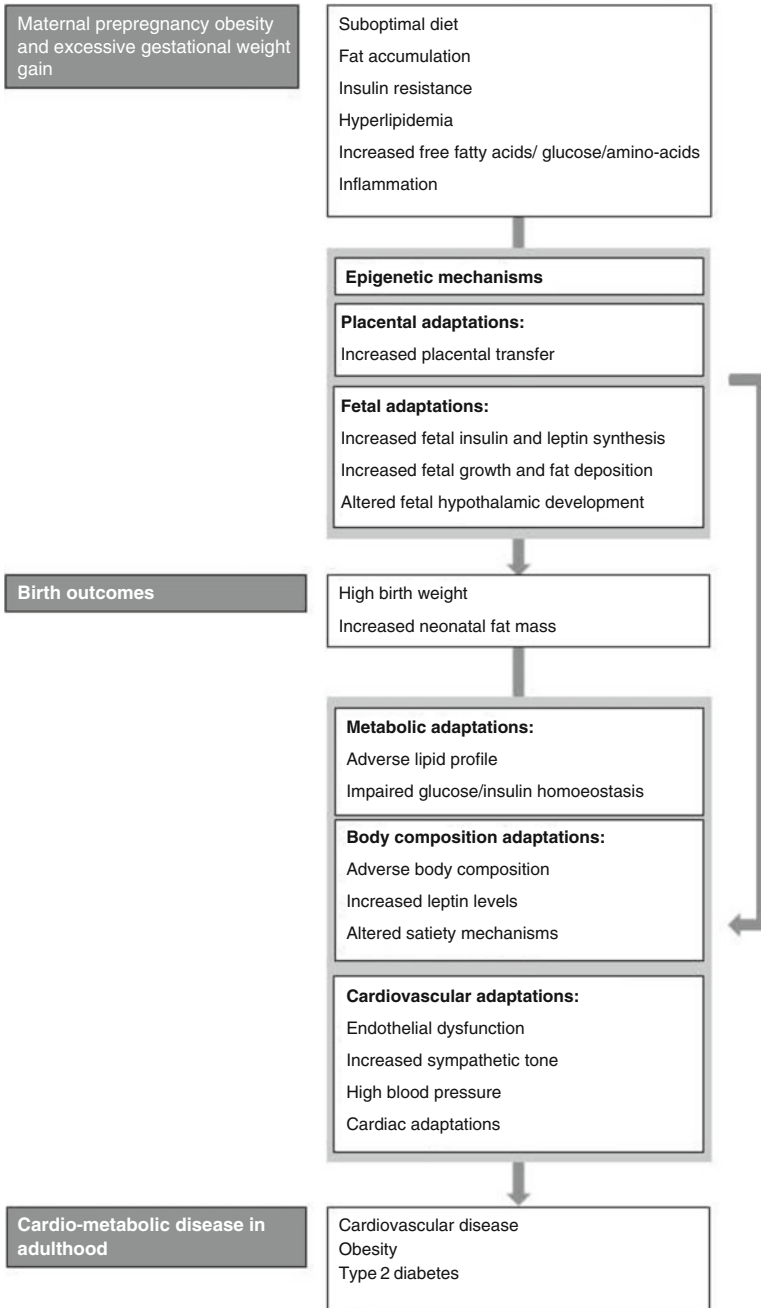 Maternal prepregnancy obesity
and excessive gestational weight
gain
Suboptimal diet
Fat accumulation
Insulin resistance
Hyperlipidemia
Increased free fatty acids/ glucose/amino-acids
Inflammation
Epigenetic mechanisms
Placental adaptations:
Increased placental transfer
Fetal adaptations:
Increased fetal insulin and leptin synthesis
Increased fetal growth and fat deposition
Altered fetal hypothalamic development
Birth outcomes
High birth weight
Increased neonatal fat mass
Metabolic adaptations:
Adverse lipid profile
Impaired glucose/insulin homoeostasis
Body composition adaptations:
Adverse body composition
Increased leptin levels
Altered satiety mechanisms
Cardiovascular adaptations:
Endothelial dysfunction
Increased sympathetic tone
High blood pressure
Cardiac adaptations
Cardio-metabolic disease in
adulthood
Cardiovascular disease
Obesity
Type 2 diabetes